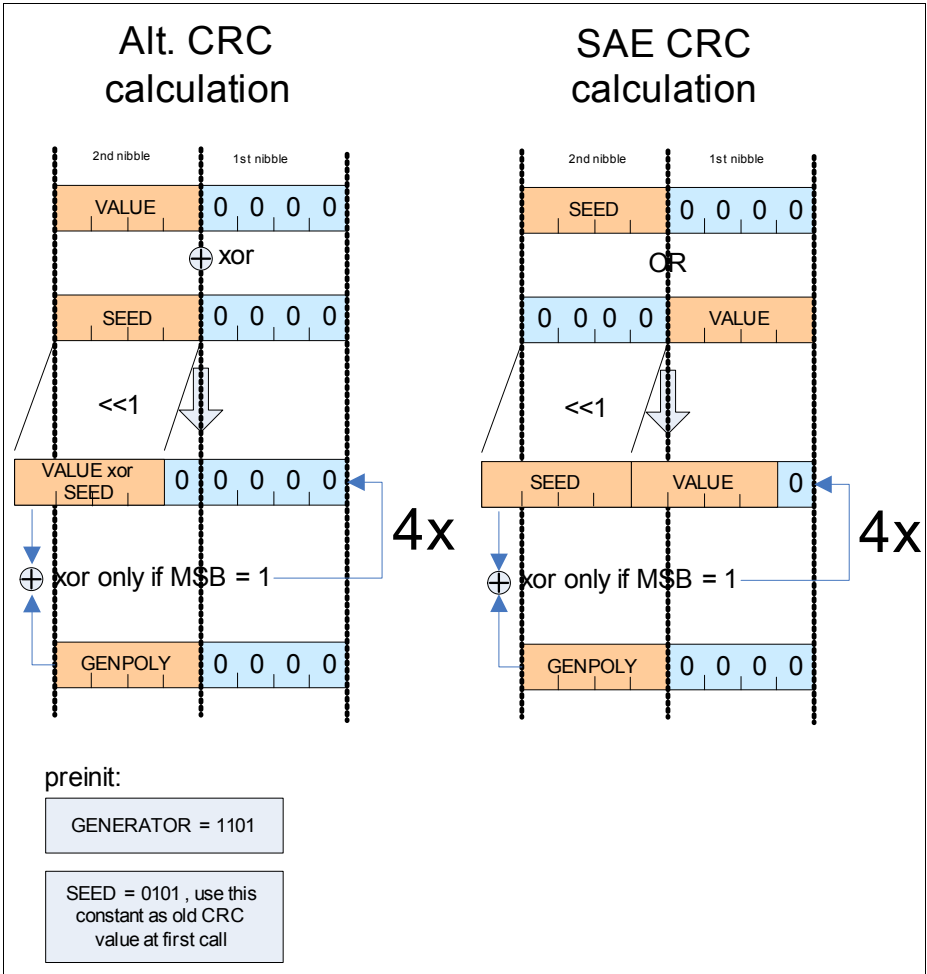 Alt. CRC
calculation
2nd nibble
1st nibble
VALUE
0 0 0 0
xor
SEED
0 0 0 0
<<1
VALUE xor
SEED
0 0 0 0 0
4x
xor only if MSB = 1
GENPOLY
0 0 0 0
preinit:
GENERATOR = 1101
SEED = 0101 , use this
constant as old CRC
value at first call
SAE CRC
calculation
2nd nibble
1st nibble
SEED
0 0 0 0
OR
0 0 0 0
VALUE
<<1
SEED
VALUE
0
4x
xor only if MSB = 1
GENPOLY
0 0 0 0